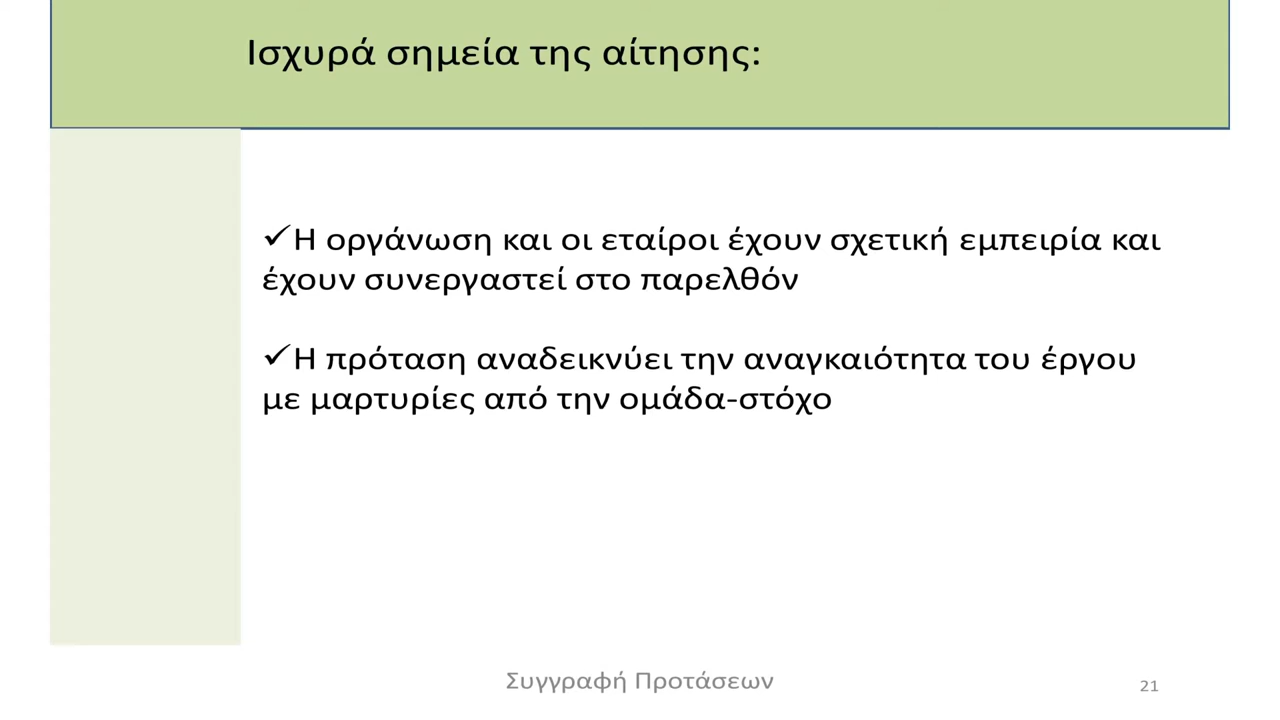 Ισχυρά σημεία της αίτησης:
✓Η οργάνωση και οι εταίροι έχουν σχετική εμπειρία και
έχουν συνεργαστεί στο παρελθόν
✓Η πρόταση αναδεικνύει την αναγκαιότητα του έργου
με μαρτυρίες από την ομάδα-στόχο
Συγγραφή Προτάσεων
21